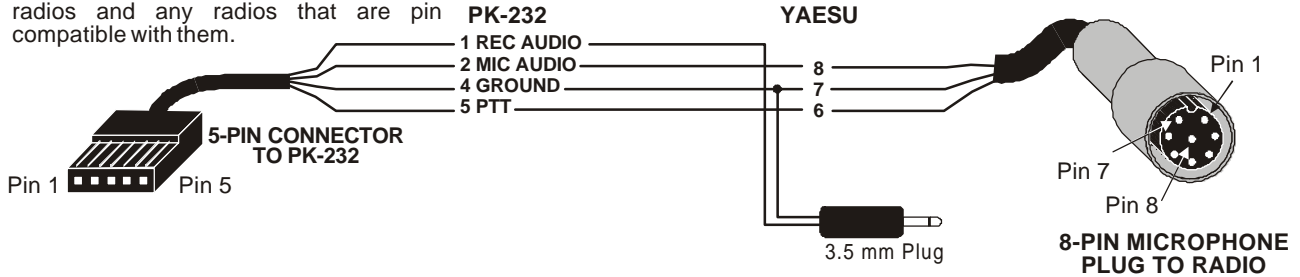 radios and any radios that are pin
compatible with them.
PK-232
YAESU
1 REC AUDIO
2 MIC AUDIO
4 GROUND
5 PTT
8
7
6
5-PIN CONNECTOR
TO PK-232
Pin 1
Pin 5
3.5 mm Plug
Pin 1
Pin 7
Pin 8
8-PIN MICROPHONE
PLUG TO RADIO